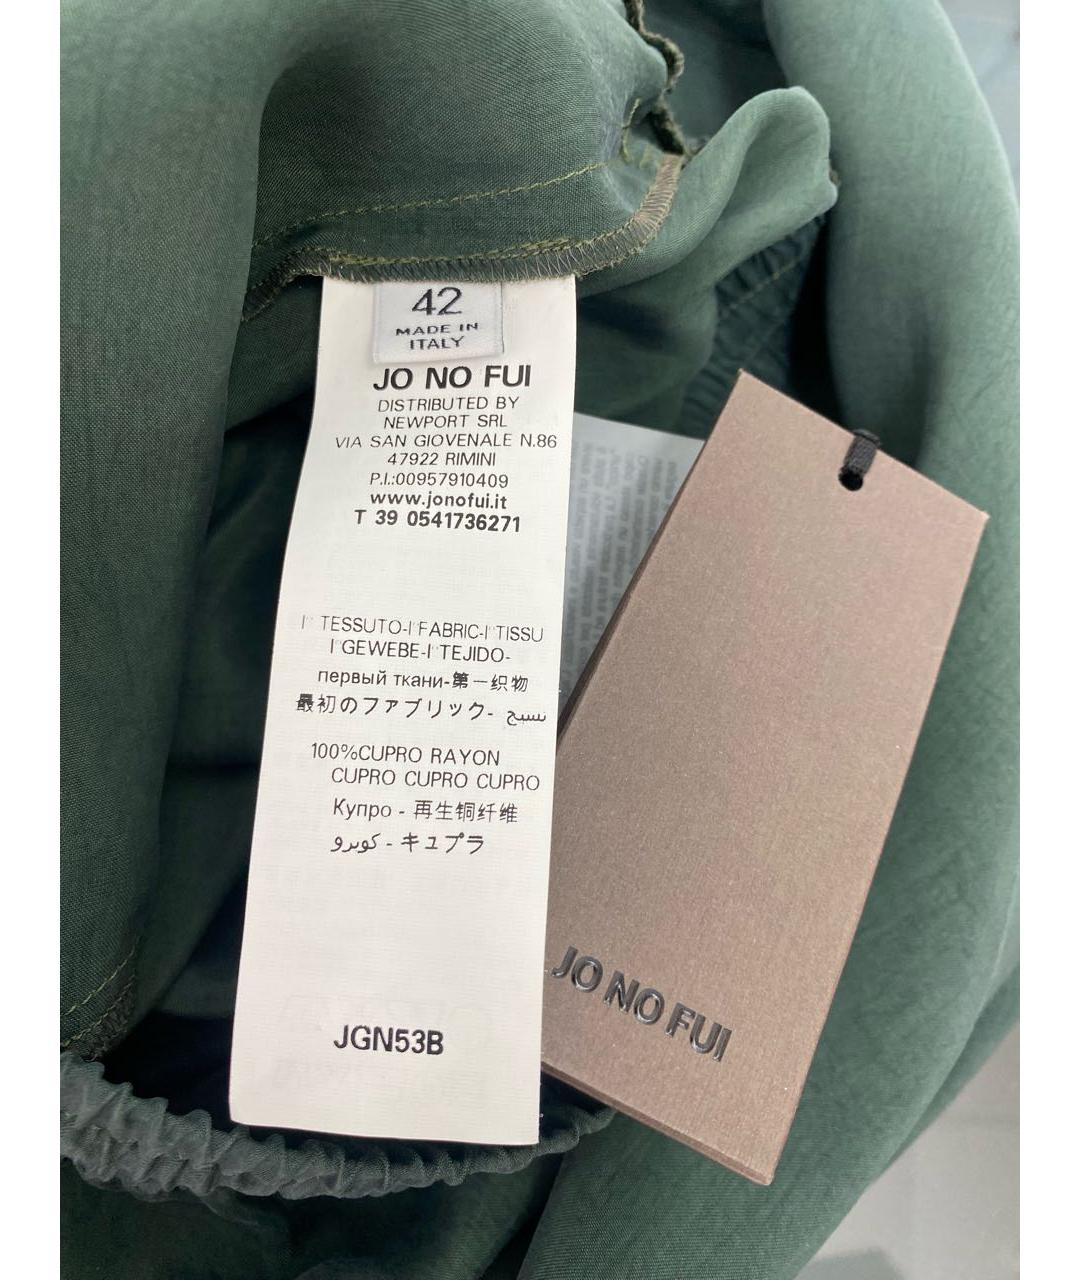 42
MADE IN
ITALY
JO NO FUI
DISTRIBUTED BY
NEWPORT SRL
VIA SAN GIOVENALE N.86
47922 RIMINI
P.I.:00957910409
www.jonofui.it
T 39 0541736271
I° TESSUTO-I°FABRIC-I°TISSU
I°GEWEBE-I°TEJIDO-
первый ткани-第一织物
最初のファブリック- نسيج
100%CUPRO RAYON
CUPRO CUPRO CUPRO
Купро - 再生铜纤维
كوبرو - キュプラ
JGN53B
JO NO FUI